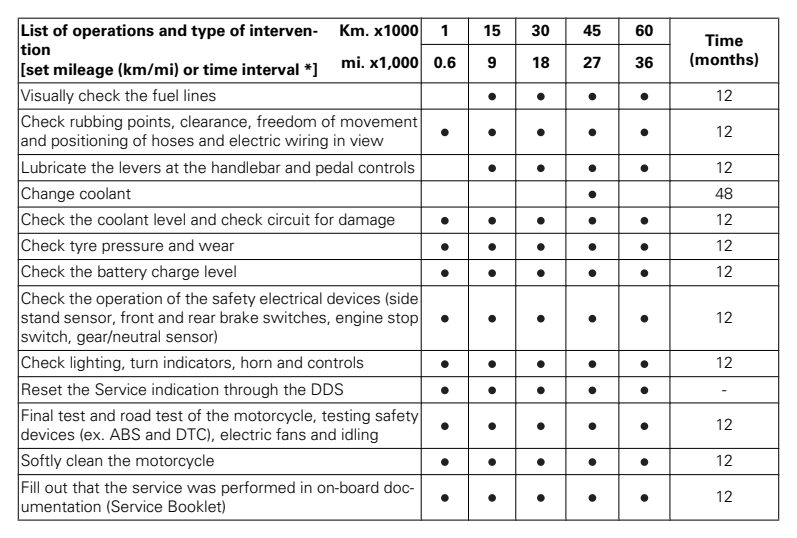 List of operations and type of interven- Km. x1000 1 15 30 45 60 Time
tion
[set mileage (km/mi) or time interval *] mi. x1,000 0.6 9 18 27 36 (months)
Visually check the fuel lines ● ● ● ● 12
Check rubbing points, clearance, freedom of movement
and positioning of hoses and electric wiring in view ● ● ● ● ● 12
Lubricate the levers at the handlebar and pedal controls ● ● ● ● 12
Change coolant ● 48
Check the coolant level and check circuit for damage ● ● ● ● ● 12
Check tyre pressure and wear ● ● ● ● ● 12
Check the battery charge level ● ● ● ● ● 12
Check the operation of the safety electrical devices (side
stand sensor, front and rear brake switches, engine stop ● ● ● ● ● 12
switch, gear/neutral sensor)
Check lighting, turn indicators, horn and controls ● ● ● ● ● 12
Reset the Service indication through the DDS ● ● ● ● ● -
Final test and road test of the motorcycle, testing safety
devices (ex. ABS and DTC), electric fans and idling ● ● ● ● ● 12
Softly clean the motorcycle ● ● ● ● ● 12
Fill out that the service was performed in on-board doc-
umentation (Service Booklet) ● ● ● ● ● 12